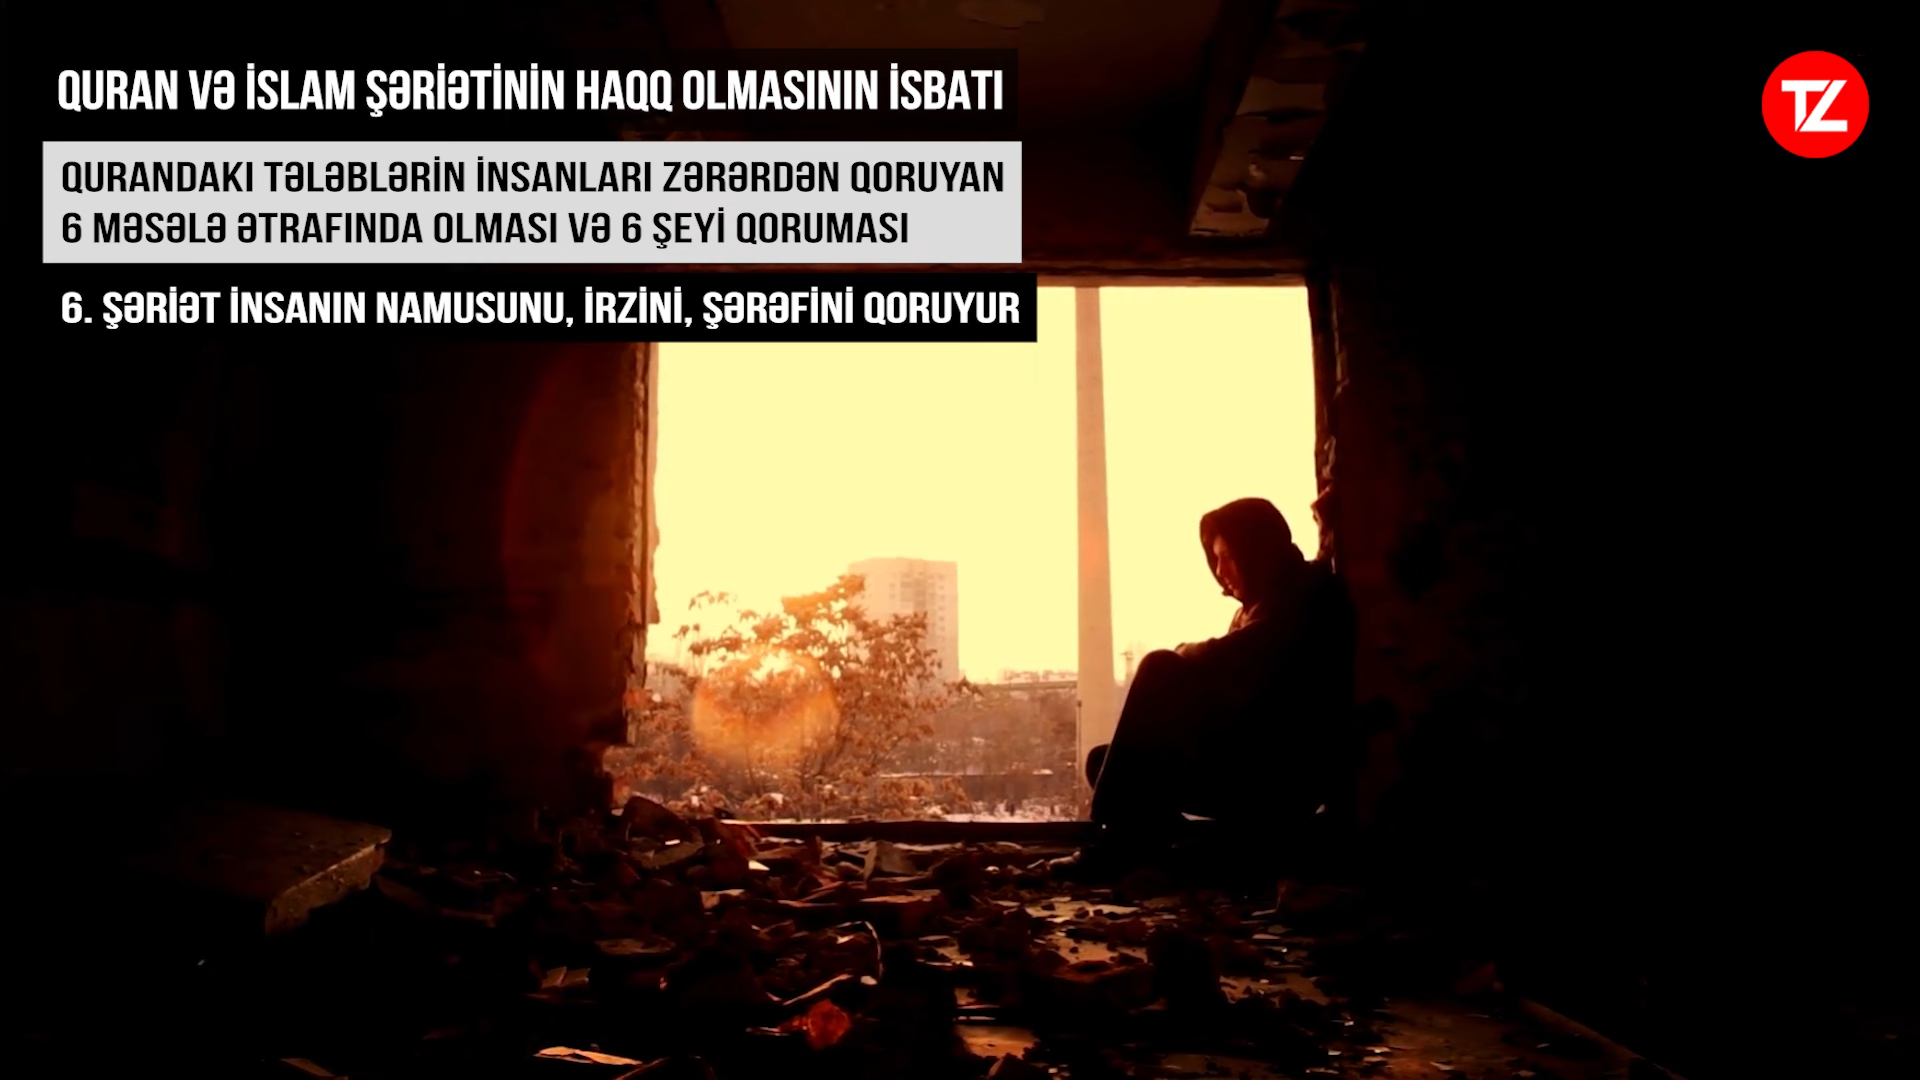 QURAN VƏ İSLAM ŞƏRİƏTİNİN HAQQ OLMASININ İSBATI
QURANDAKI TƏLƏBLƏRİN İNSANLARI ZƏRƏRDƏN QORUYAN
6 MƏSƏLƏ ƏTRAFINDA OLMASI VƏ 6 ŞEYİ QORUMASI
6. ŞƏRİƏT İNSANIN NAMUSUNU, İRZİNİ, ŞƏRƏFİNİ QORUYUR
TZ